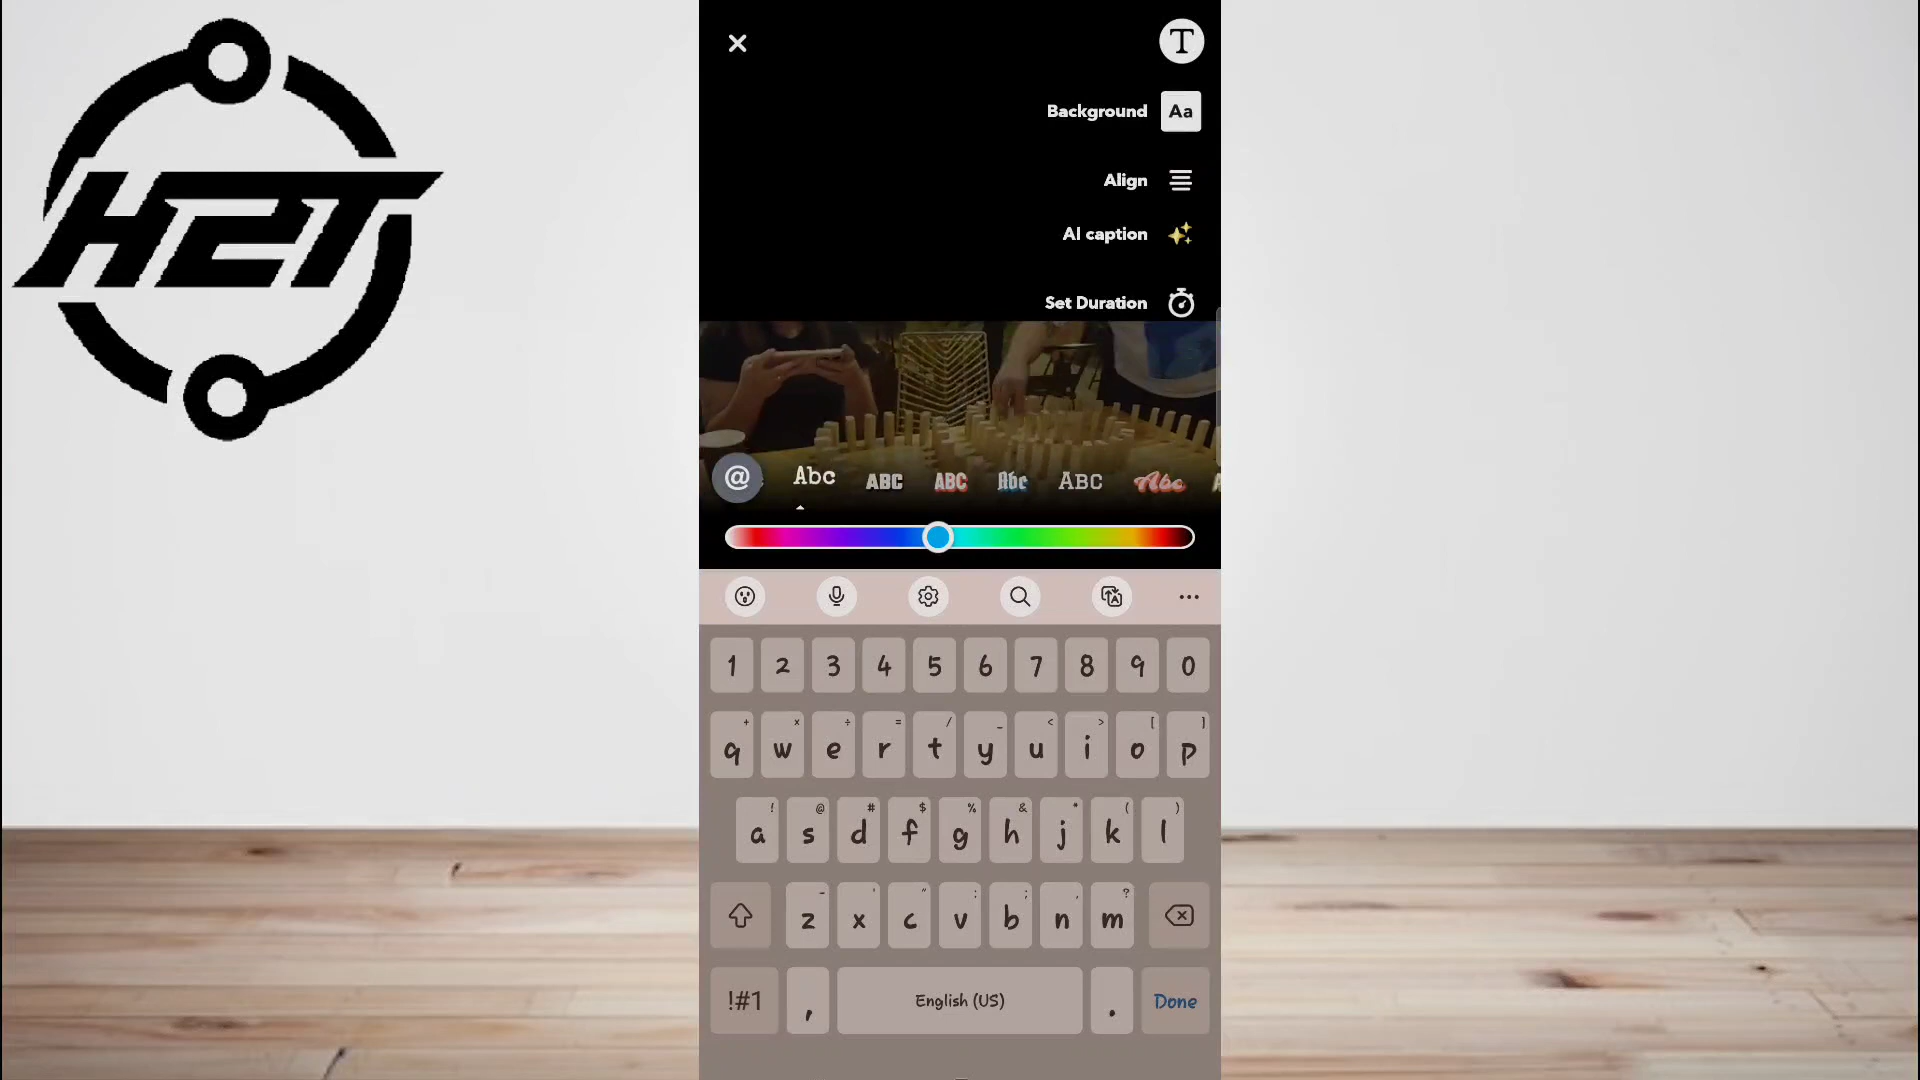 H2T
T
Background Aa
Align
AI caption
Set Duration
@ Abc ABC ABC Abc ABC Abc
1 2 3 4 5 6 7 8 9 0
+ × ÷ = / _ < > [ ]
q w e r t y u i o p
! @ # $ % & * ( )
a s d f g h j k l
- ' " : ; , ?
z x c v b n m
!#1 , English (US) . Done